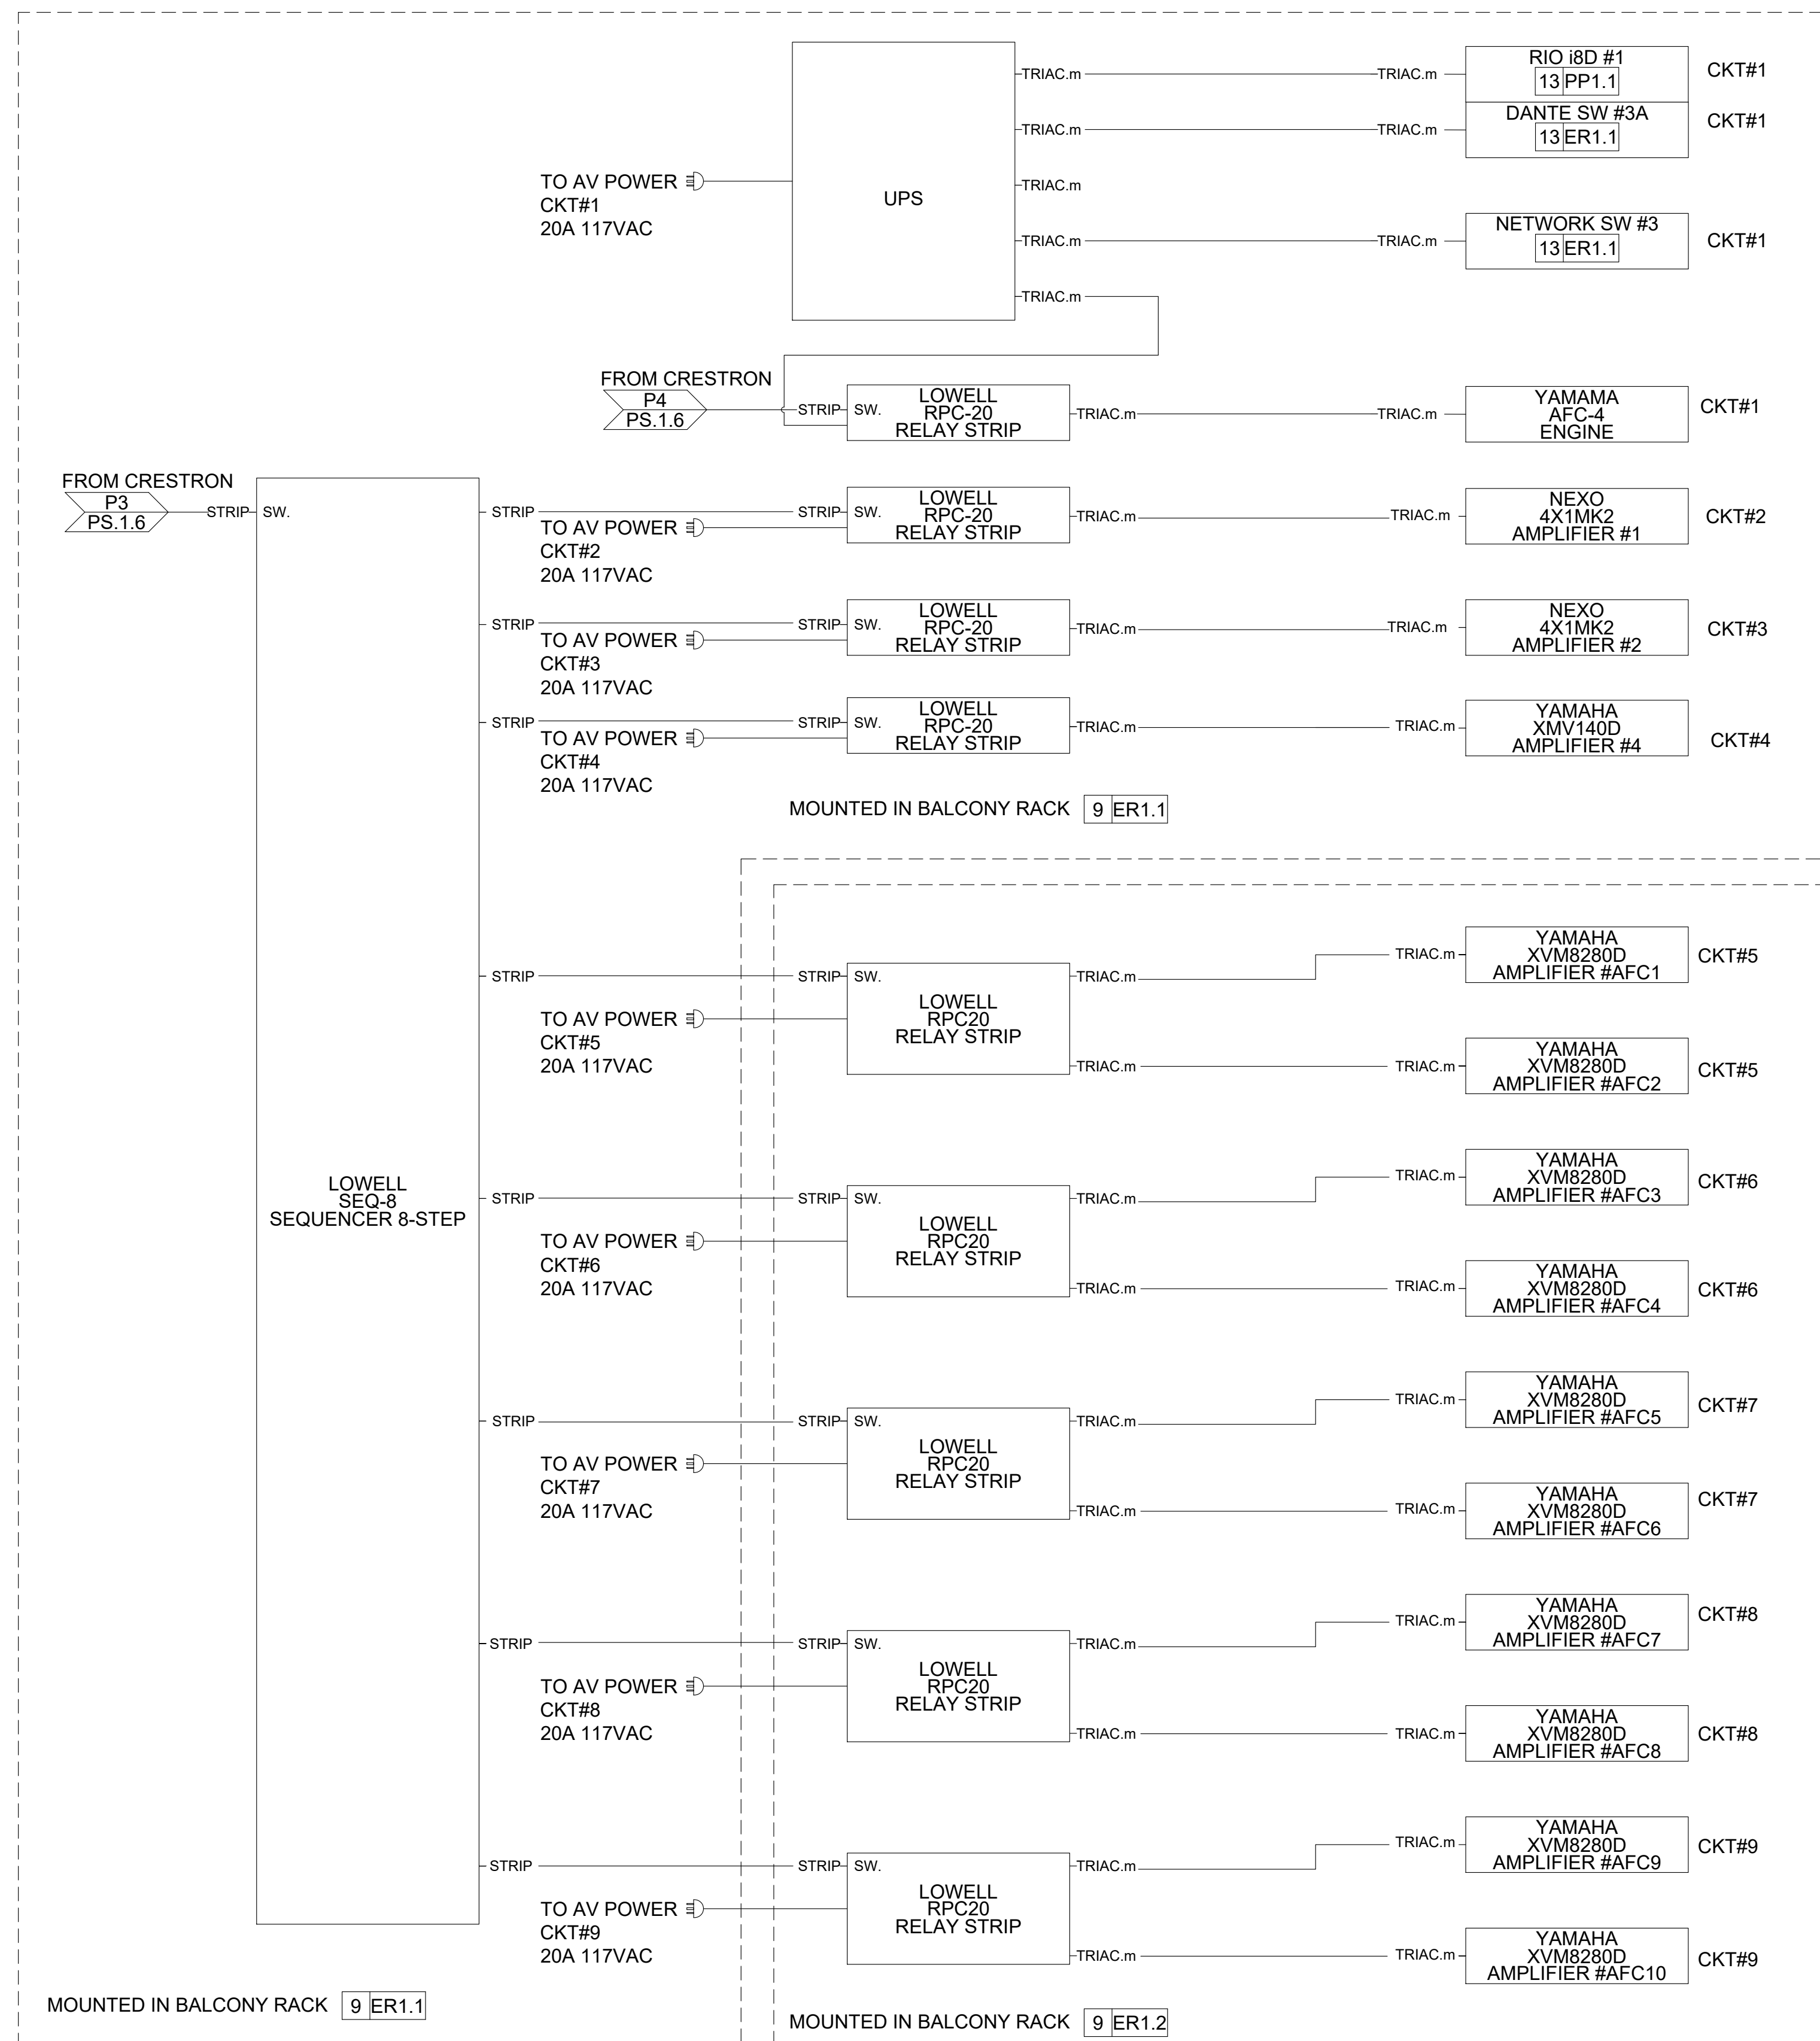 TRIAC.m TRIAC.m
RIO i8D #1
13 PP1.1
CKT#1
TRIAC.m TRIAC.m
DANTE SW #3A
13 ER1.1
CKT#1
TO AV POWER
CKT#1
20A 117VAC
UPS
TRIAC.m
TRIAC.m TRIAC.m
NETWORK SW #3
13 ER1.1
CKT#1
TRIAC.m
FROM CRESTRON
P4
PS.1.6
STRIP SW.
LOWELL
RPC-20
RELAY STRIP
TRIAC.m TRIAC.m
YAMAMA
AFC-4
ENGINE
CKT#1
FROM CRESTRON
P3
PS.1.6
STRIP SW.
LOWELL
SEQ-8
SEQUENCER 8-STEP
STRIP
TO AV POWER
CKT#2
20A 117VAC
STRIP SW.
LOWELL
RPC-20
RELAY STRIP
TRIAC.m TRIAC.m
NEXO
4X1MK2
AMPLIFIER #1
CKT#2
STRIP
TO AV POWER
CKT#3
20A 117VAC
STRIP SW.
LOWELL
RPC-20
RELAY STRIP
TRIAC.m TRIAC.m
NEXO
4X1MK2
AMPLIFIER #2
CKT#3
STRIP
TO AV POWER
CKT#4
20A 117VAC
STRIP SW.
LOWELL
RPC-20
RELAY STRIP
TRIAC.m TRIAC.m
YAMAHA
XMV140D
AMPLIFIER #4
CKT#4
MOUNTED IN BALCONY RACK 9 ER1.1
STRIP
TO AV POWER
CKT#5
20A 117VAC
STRIP SW.
LOWELL
RPC20
RELAY STRIP
TRIAC.m TRIAC.m
YAMAHA
XVM8280D
AMPLIFIER #AFC1
CKT#5
TRIAC.m TRIAC.m
YAMAHA
XVM8280D
AMPLIFIER #AFC2
CKT#5
STRIP
TO AV POWER
CKT#6
20A 117VAC
STRIP SW.
LOWELL
RPC20
RELAY STRIP
TRIAC.m TRIAC.m
YAMAHA
XVM8280D
AMPLIFIER #AFC3
CKT#6
TRIAC.m TRIAC.m
YAMAHA
XVM8280D
AMPLIFIER #AFC4
CKT#6
STRIP
TO AV POWER
CKT#7
20A 117VAC
STRIP SW.
LOWELL
RPC20
RELAY STRIP
TRIAC.m TRIAC.m
YAMAHA
XVM8280D
AMPLIFIER #AFC5
CKT#7
TRIAC.m TRIAC.m
YAMAHA
XVM8280D
AMPLIFIER #AFC6
CKT#7
STRIP
TO AV POWER
CKT#8
20A 117VAC
STRIP SW.
LOWELL
RPC20
RELAY STRIP
TRIAC.m TRIAC.m
YAMAHA
XVM8280D
AMPLIFIER #AFC7
CKT#8
TRIAC.m TRIAC.m
YAMAHA
XVM8280D
AMPLIFIER #AFC8
CKT#8
STRIP
TO AV POWER
CKT#9
20A 117VAC
STRIP SW.
LOWELL
RPC20
RELAY STRIP
TRIAC.m TRIAC.m
YAMAHA
XVM8280D
AMPLIFIER #AFC9
CKT#9
TRIAC.m TRIAC.m
YAMAHA
XVM8280D
AMPLIFIER #AFC10
CKT#9
MOUNTED IN BALCONY RACK 9 ER1.1
MOUNTED IN BALCONY RACK 9 ER1.2